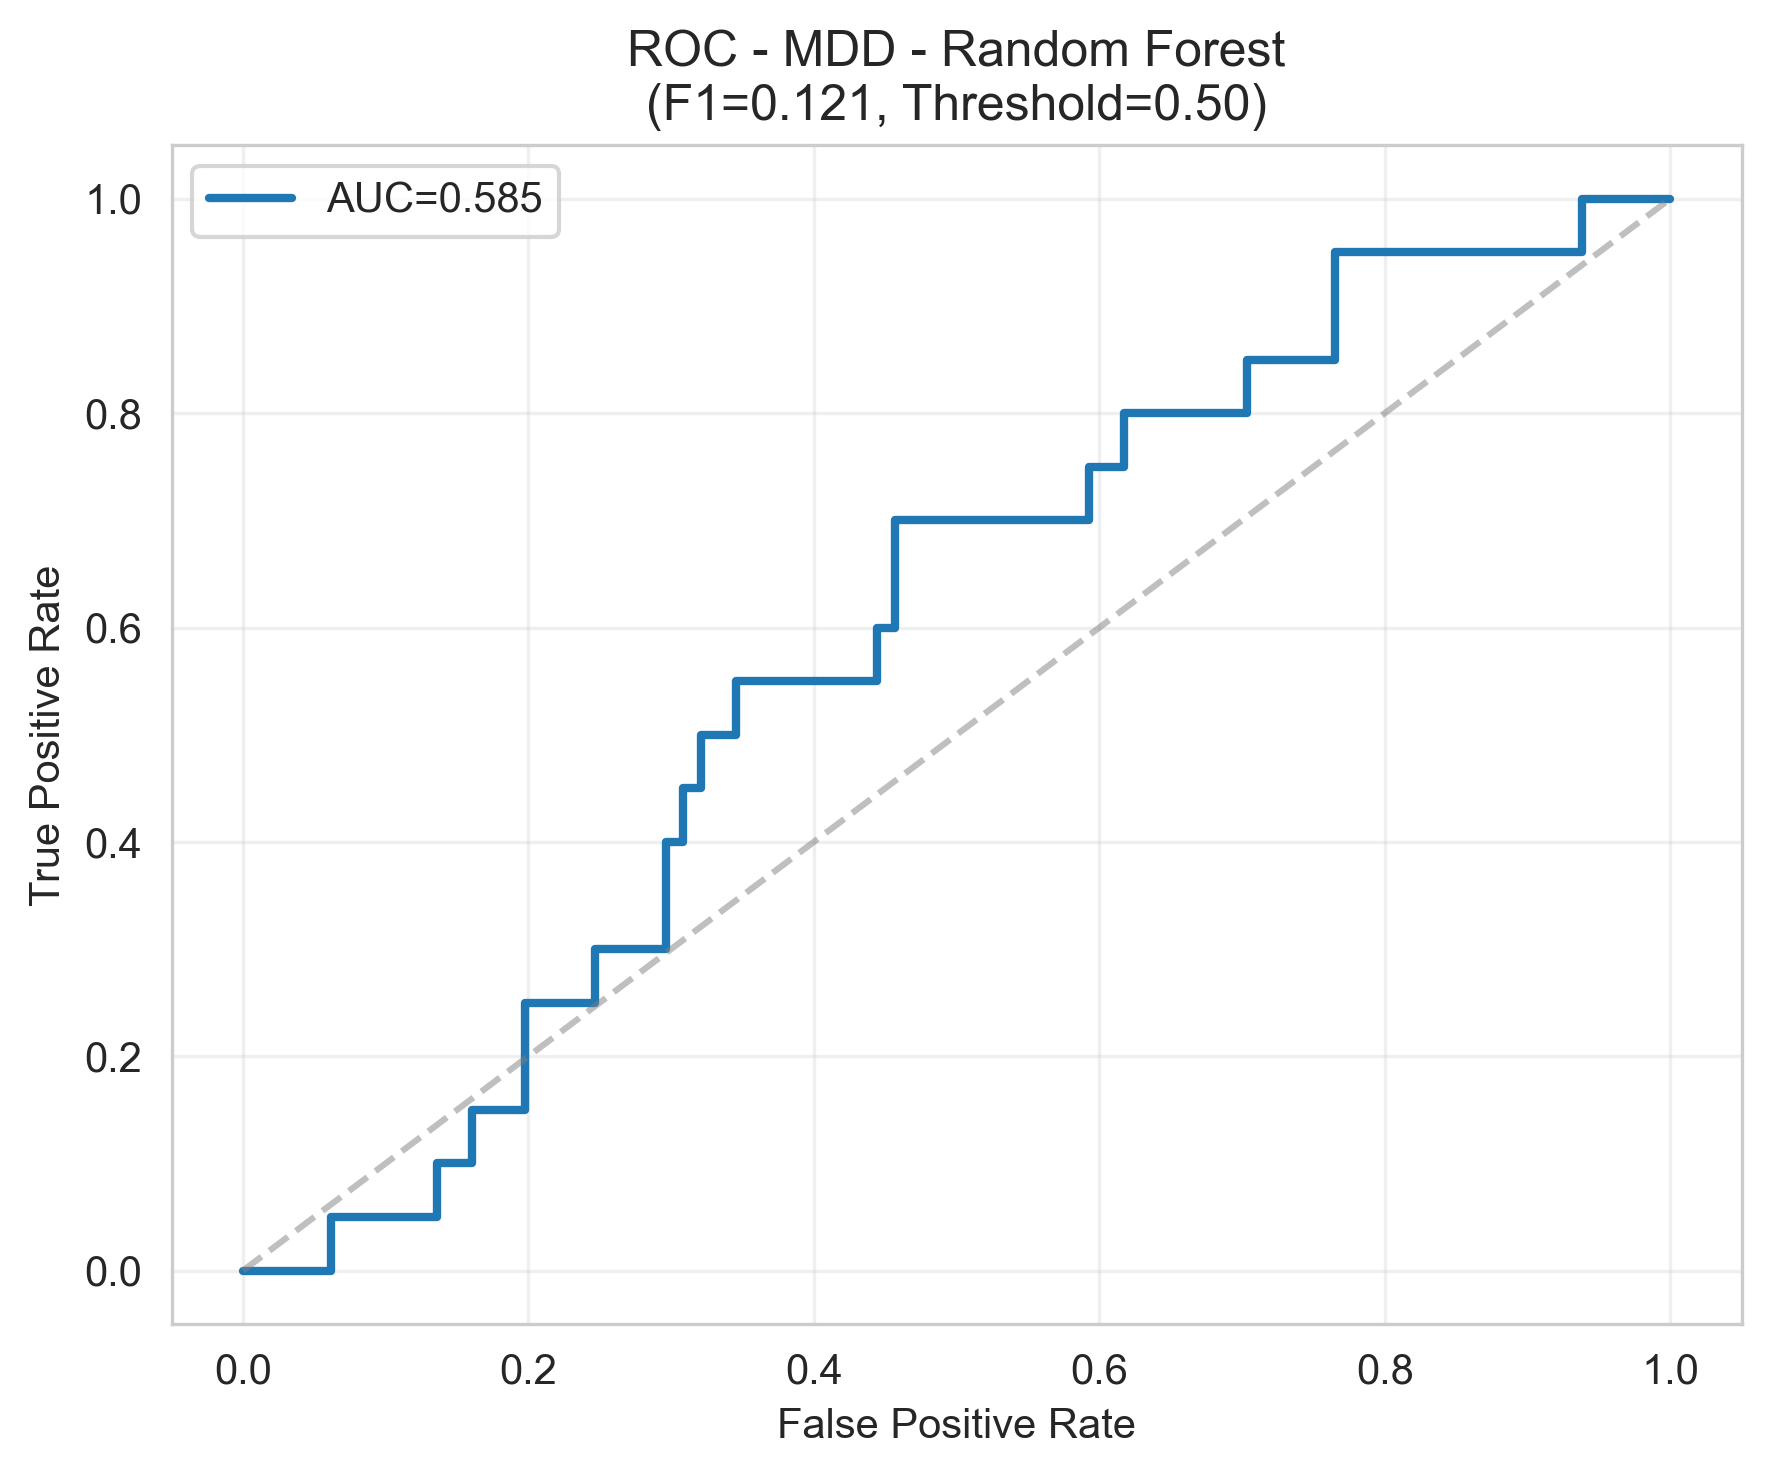 ROC - MDD - Random Forest
(F1=0.121, Threshold=0.50)
AUC=0.585
1.0
0.8
0.6
0.4
0.2
0.0
True Positive Rate
0.0 0.2 0.4 0.6 0.8 1.0
False Positive Rate